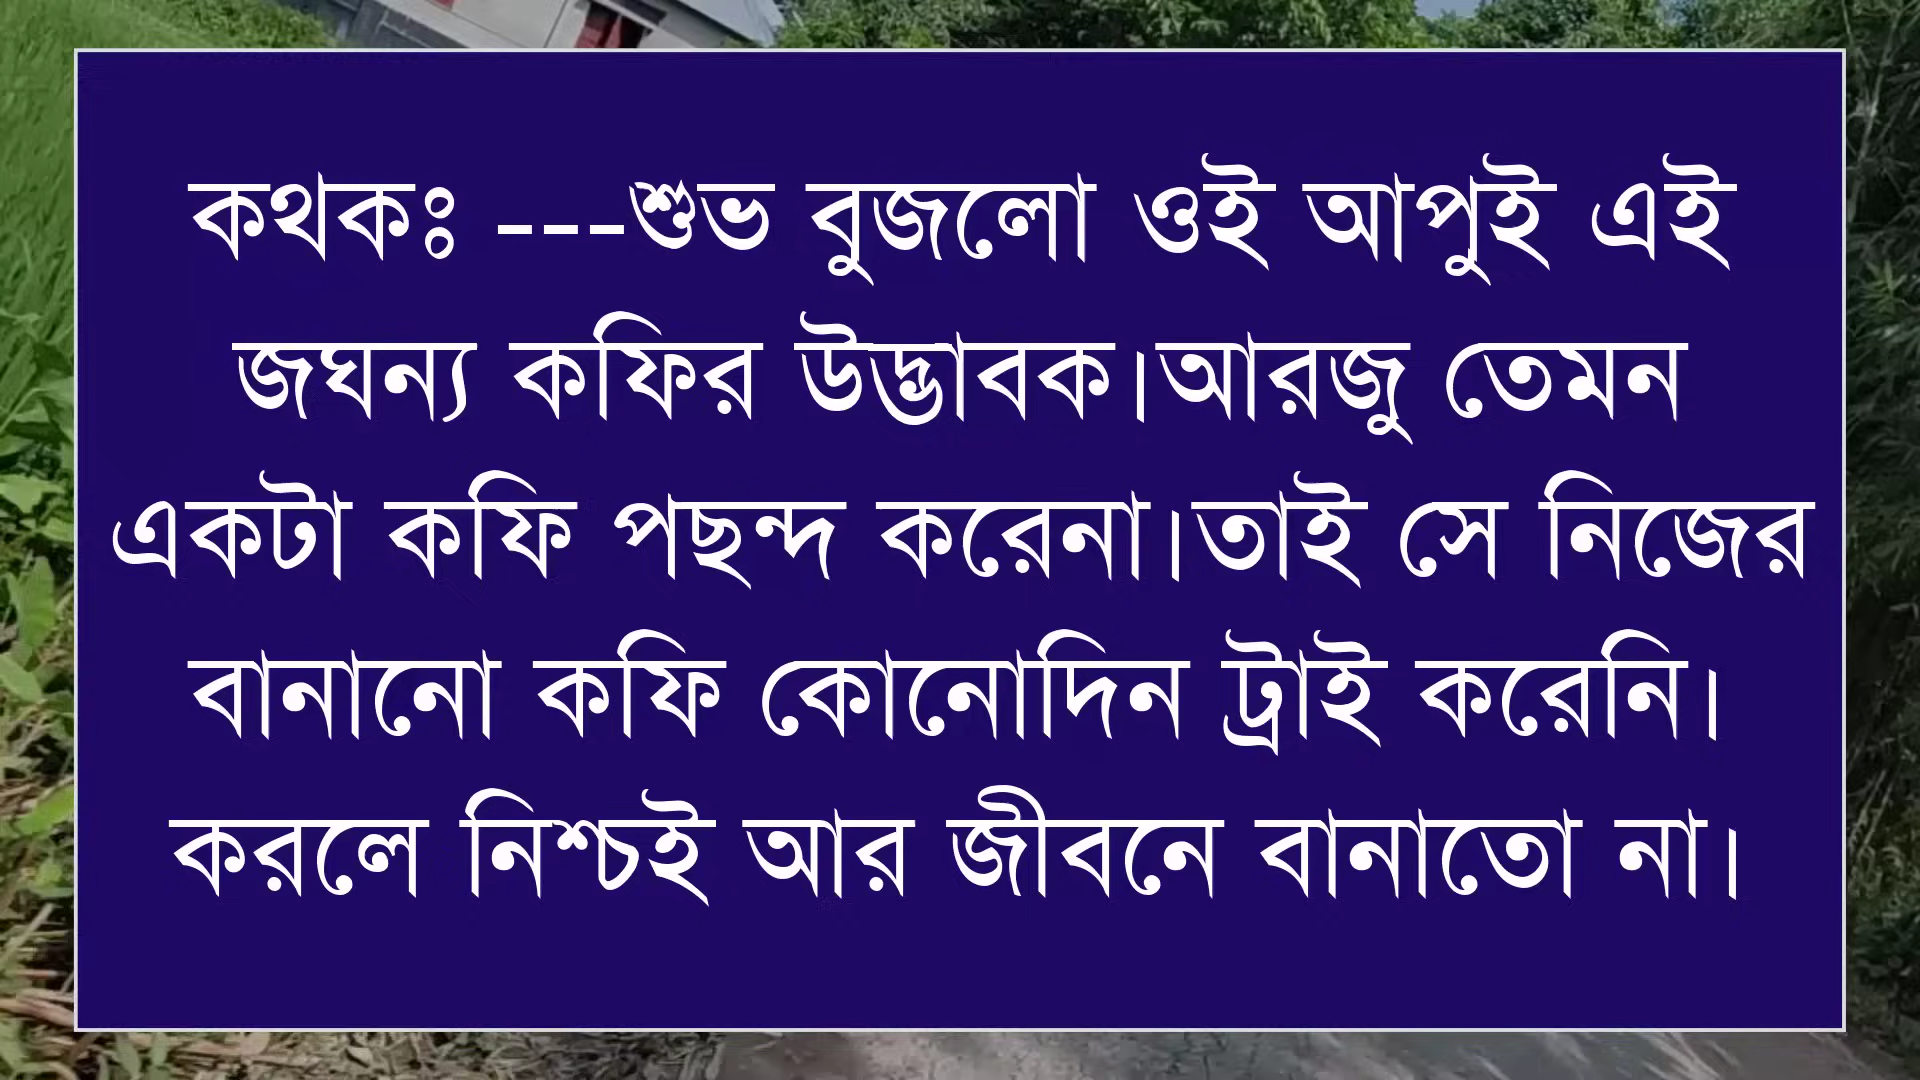 কথকঃ ---শুভ বুজলো ওই আপুই এই
জঘন্য কফির উদ্ভাবক।আরজু তেমন
একটা কফি পছন্দ করেনা।তাই সে নিজের
বানানো কফি কোনোদিন ট্রাই করেনি।
করলে নিশ্চই আর জীবনে বানাতো না।